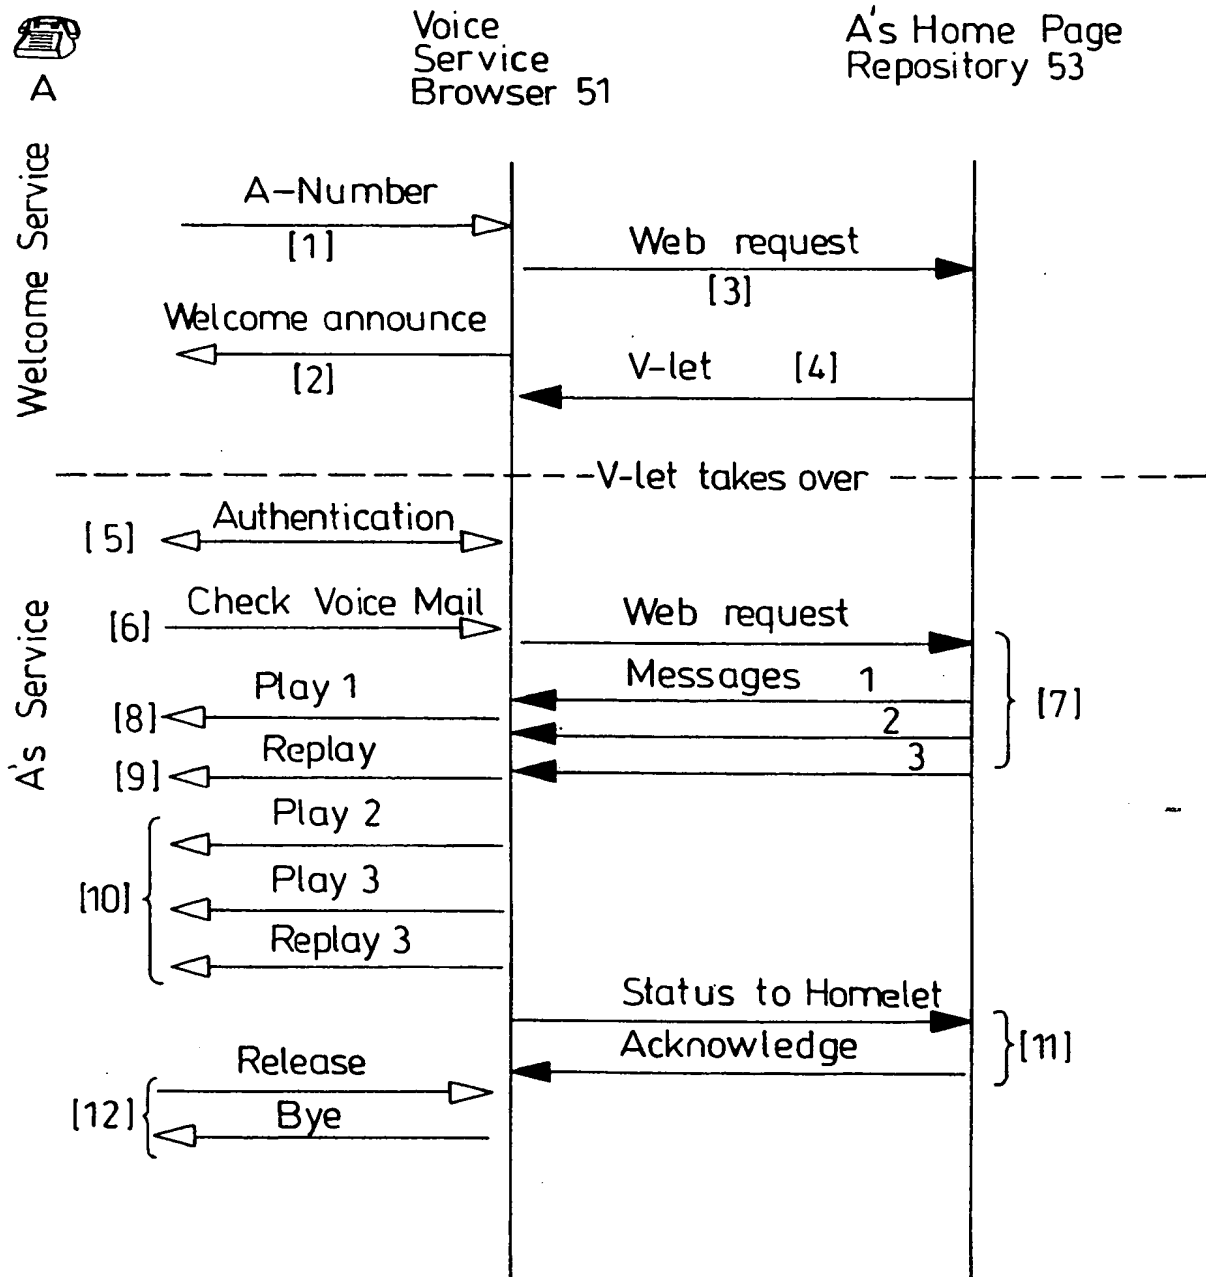 Voice
Service
Browser 51
A's Home Page
Repository 53
A
Welcome Service
A-Number
[1]
Web request
[3]
Welcome announce
[2]
V-let [4]
V-let takes over
[5] Authentication
A's Service
[6] Check Voice Mail
Web request
Messages 1
2
3
[7]
Play 1
[8]
Replay
[9]
Play 2
Play 3
[10]
Replay 3
Status to Homelet
Acknowledge
[11]
Release
[12]
Bye